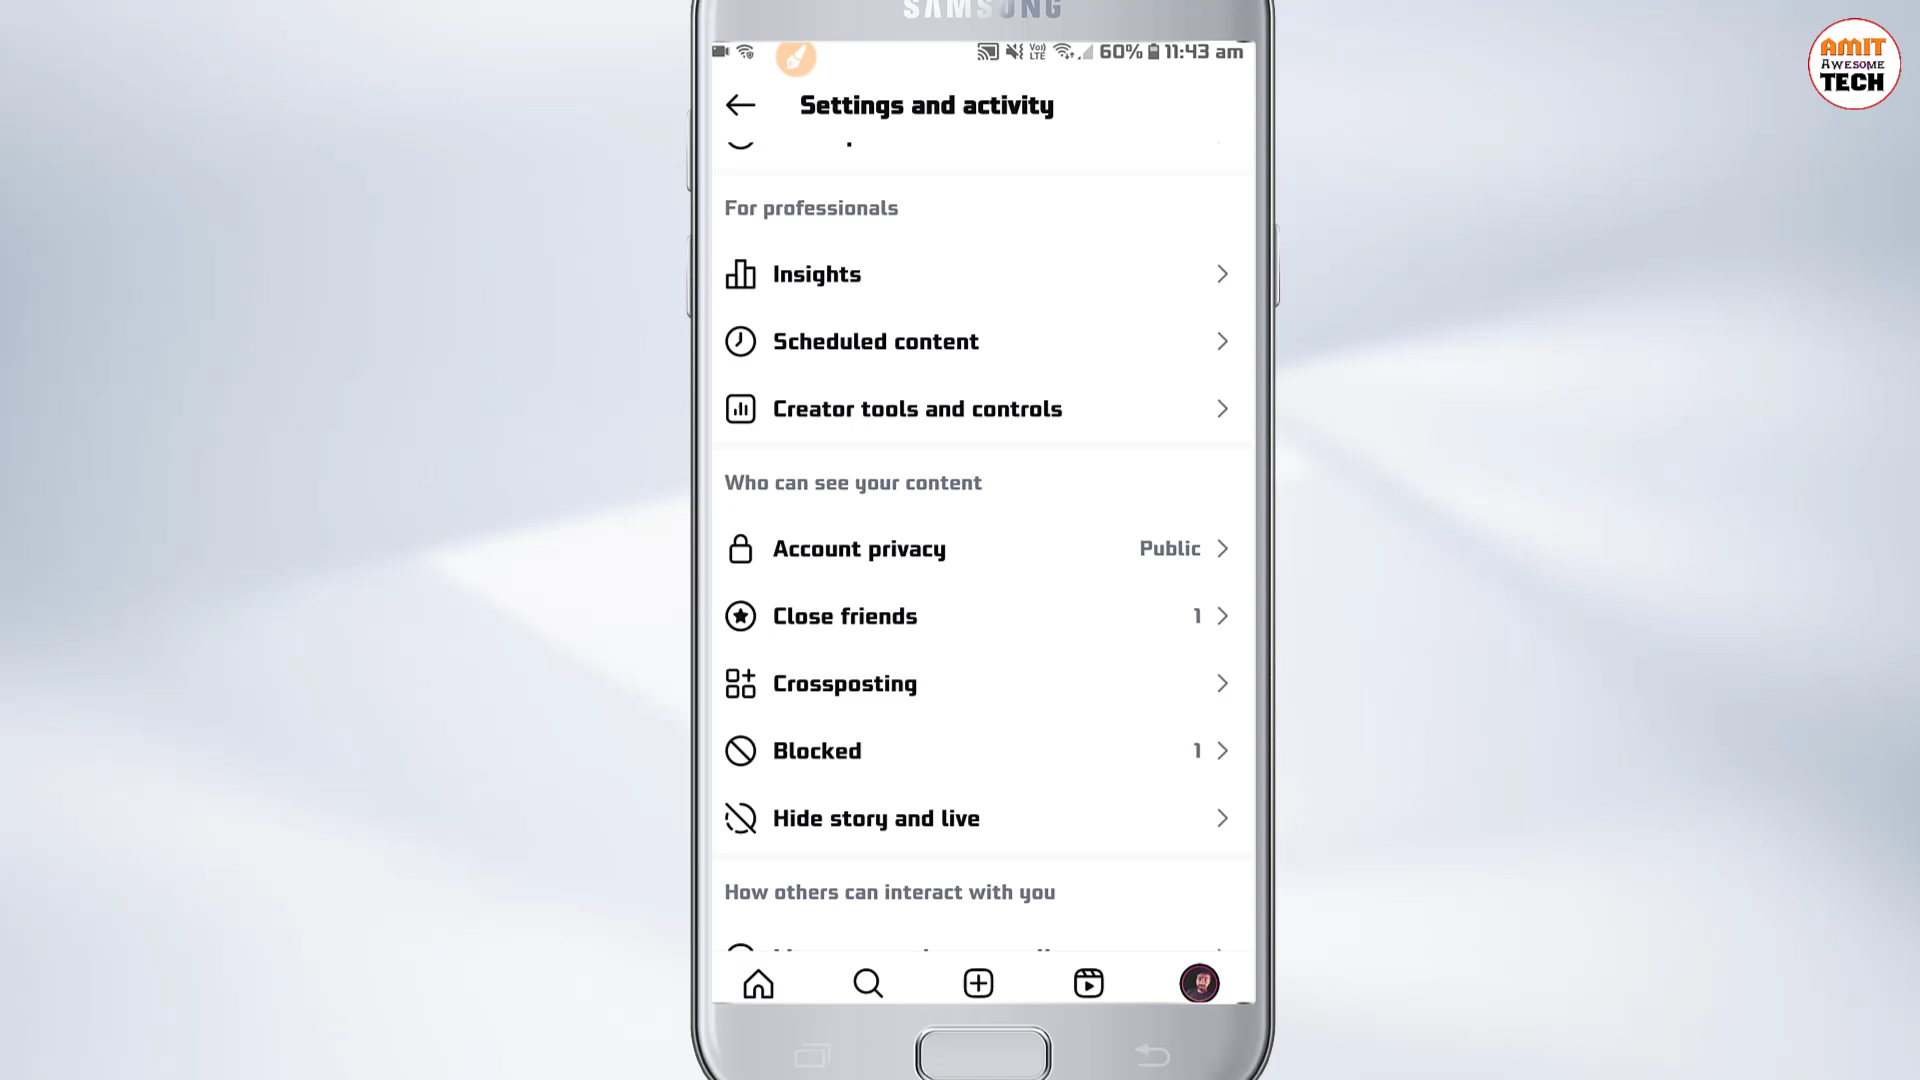 SAMSUNG
AMIT
AWESOME
TECH
Vo)
LTE
60% 11:43 am
Settings and activity
For professionals
Insights
Scheduled content
Creator tools and controls
Who can see your content
Account privacy Public
Close friends 1
Crossposting
Blocked 1
Hide story and live
How others can interact with you